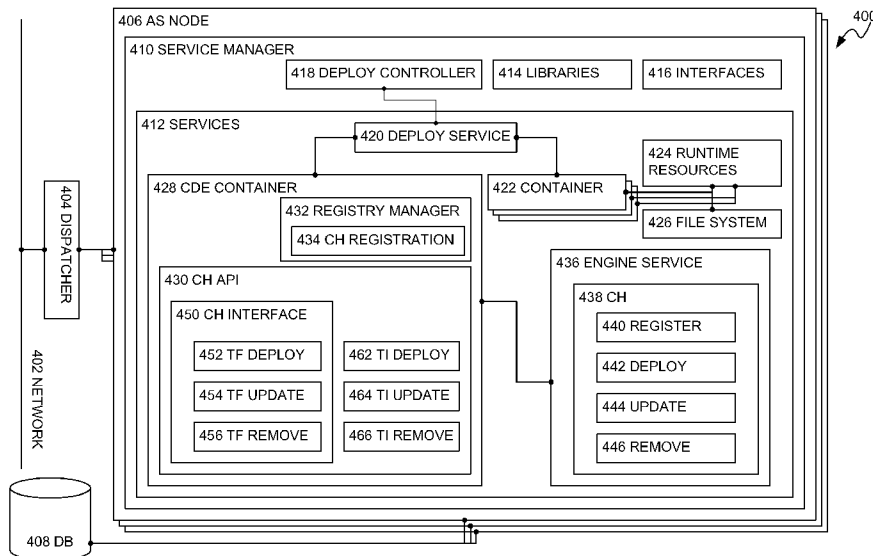 400
406 AS NODE
410 SERVICE MANAGER
418 DEPLOY CONTROLLER
414 LIBRARIES
416 INTERFACES
412 SERVICES
420 DEPLOY SERVICE
424 RUNTIME
RESOURCES
428 CDE CONTAINER
422 CONTAINER
432 REGISTRY MANAGER
426 FILE SYSTEM
404 DISPATCHER
434 CH REGISTRATION
436 ENGINE SERVICE
430 CH API
438 CH
450 CH INTERFACE
440 REGISTER
452 TF DEPLOY
462 TI DEPLOY
442 DEPLOY
402 NETWORK
454 TF UPDATE
464 TI UPDATE
444 UPDATE
456 TF REMOVE
466 TI REMOVE
446 REMOVE
408 DB